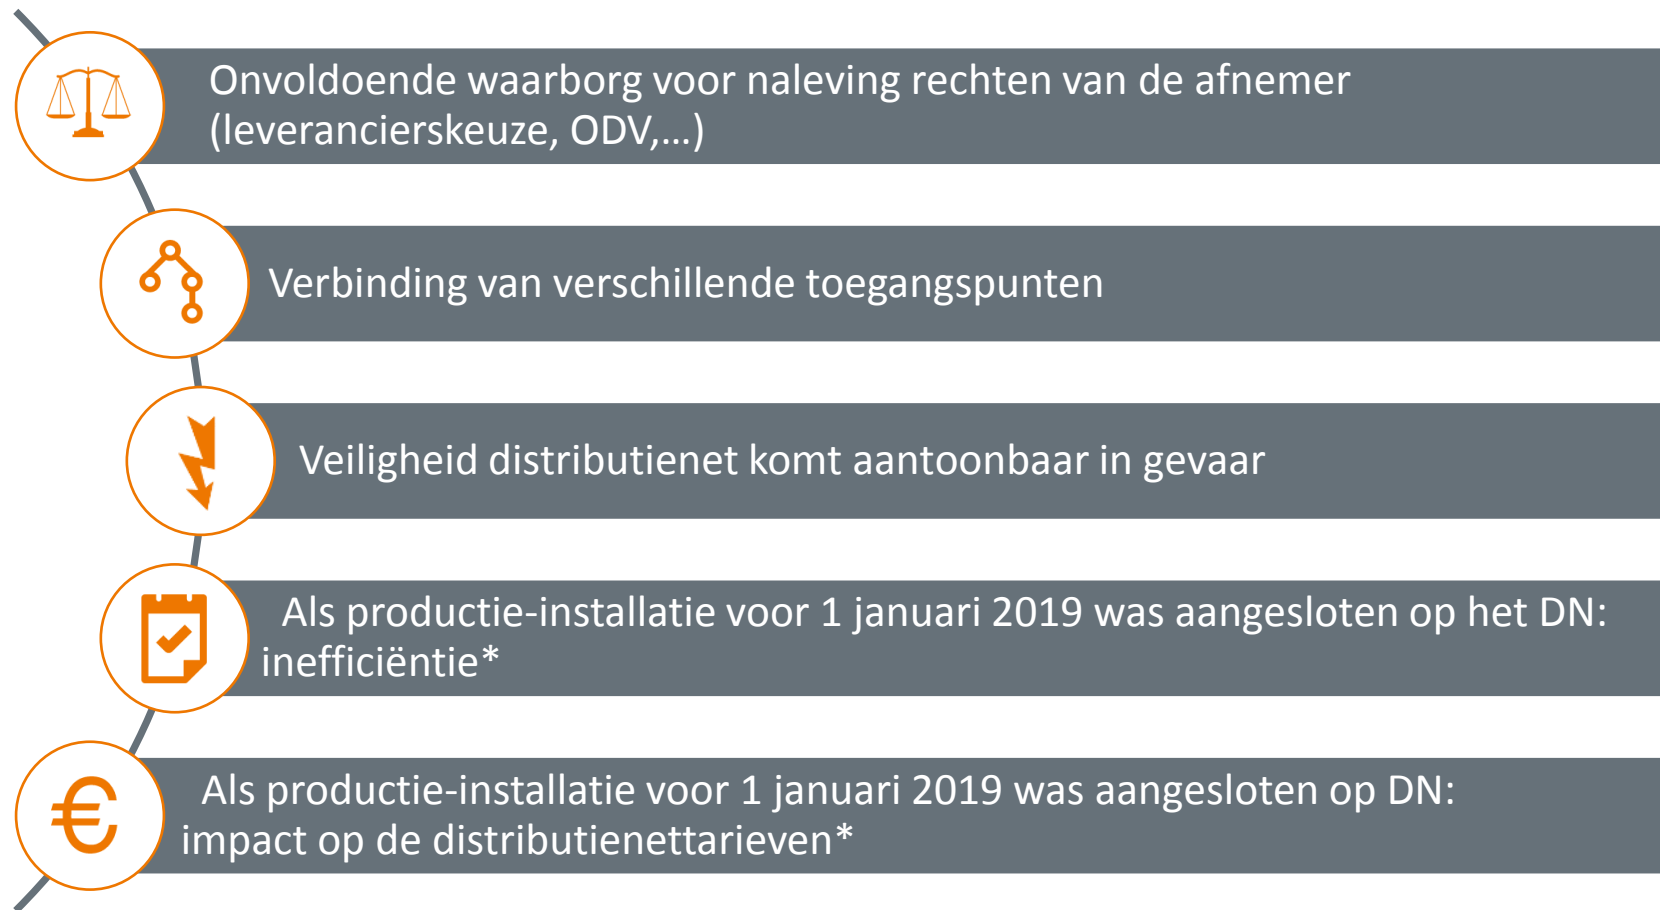 Onvoldoende waarborg voor naleving rechten van de afnemer
(leverancierskeuze, ODV,...)
Verbinding van verschillende toegangspunten
Veiligheid distributienet komt aantoonbaar in gevaar
Als productie-installatie voor 1 januari 2019 was aangesloten op het DN:
inefficiëntie*
Als productie-installatie voor 1 januari 2019 was aangesloten op DN:
impact op de distributienettarieven*